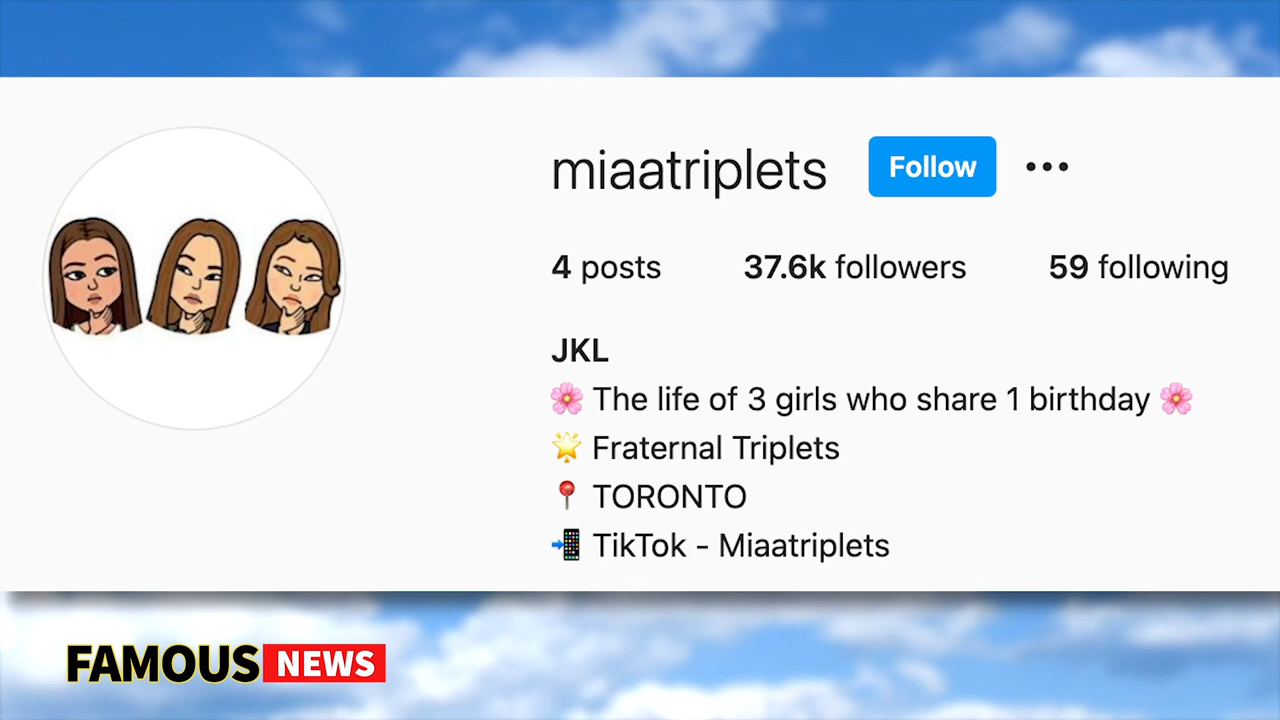 miaatriplets Follow •••
4 posts 37.6k followers 59 following
JKL
🌸 The life of 3 girls who share 1 birthday 🌸
🌟 Fraternal Triplets
📍 TORONTO
📲 TikTok - Miaatriplets
FAMOUS NEWS